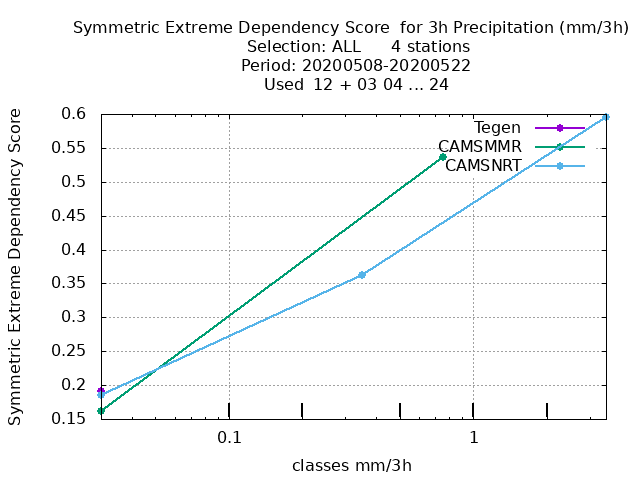 Symmetric Extreme Dependency Score  for 3h Precipitation (mm/3h)
Selection: ALL      4 stations
Period: 20200508-20200522
Used  12 + 03 04 ... 24
Symmetric Extreme Dependency Score
0.6
0.55
0.5
0.45
0.4
0.35
0.3
0.25
0.2
0.15
Tegen
CAMSMMR
CAMSNRT
0.1
1
classes mm/3h